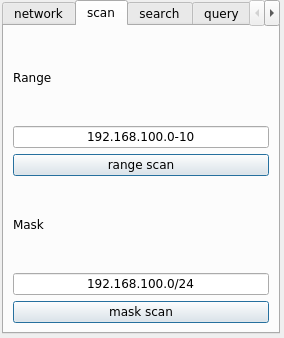 network scan search query
Range
192.168.100.0-10
range scan
Mask
192.168.100.0/24
mask scan